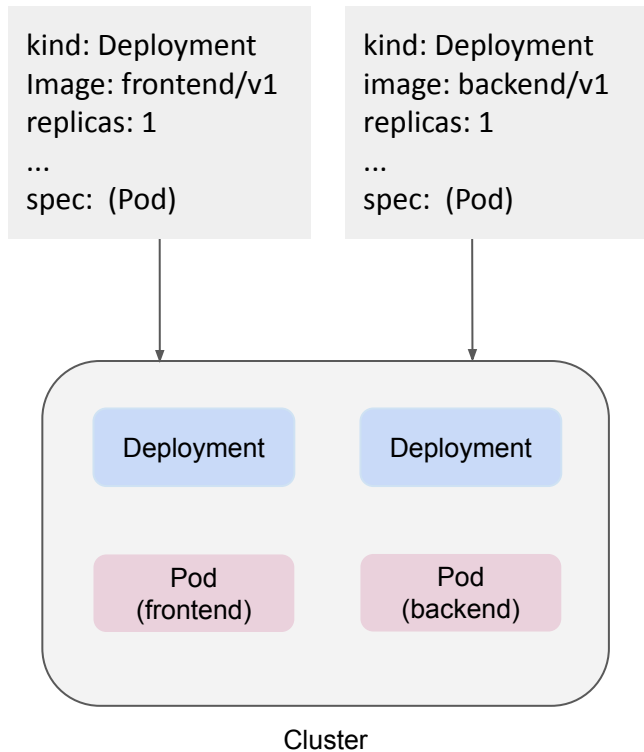 kind: Deployment
Image: frontend/v1
replicas: 1
...
spec:  (Pod)
kind: Deployment
image: backend/v1
replicas: 1
...
spec:  (Pod)
Deployment
Deployment
Pod
(frontend)
Pod
(backend)
Cluster